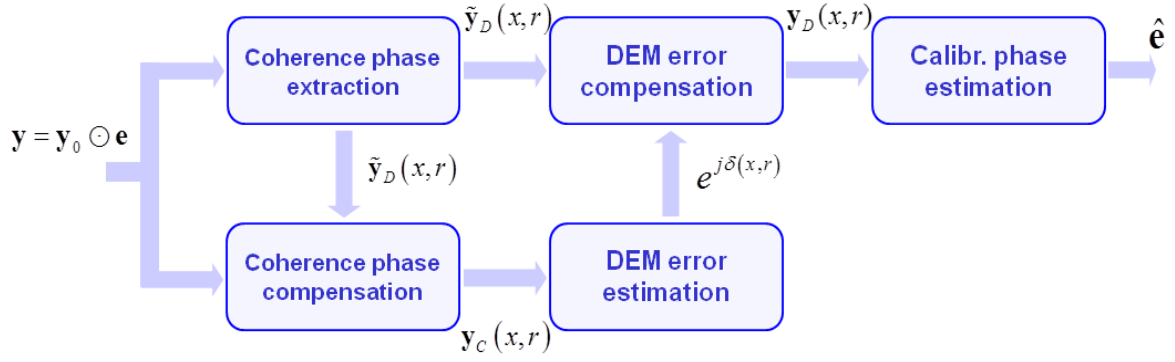 ỹ_D(x,r)
y_D(x,r)
ê
Coherence phase
extraction
DEM error
compensation
Calibr. phase
estimation
y = y_0 ⊙ e
ỹ_D(x,r)
e^{jδ(x,r)}
Coherence phase
compensation
DEM error
estimation
y_C(x,r)